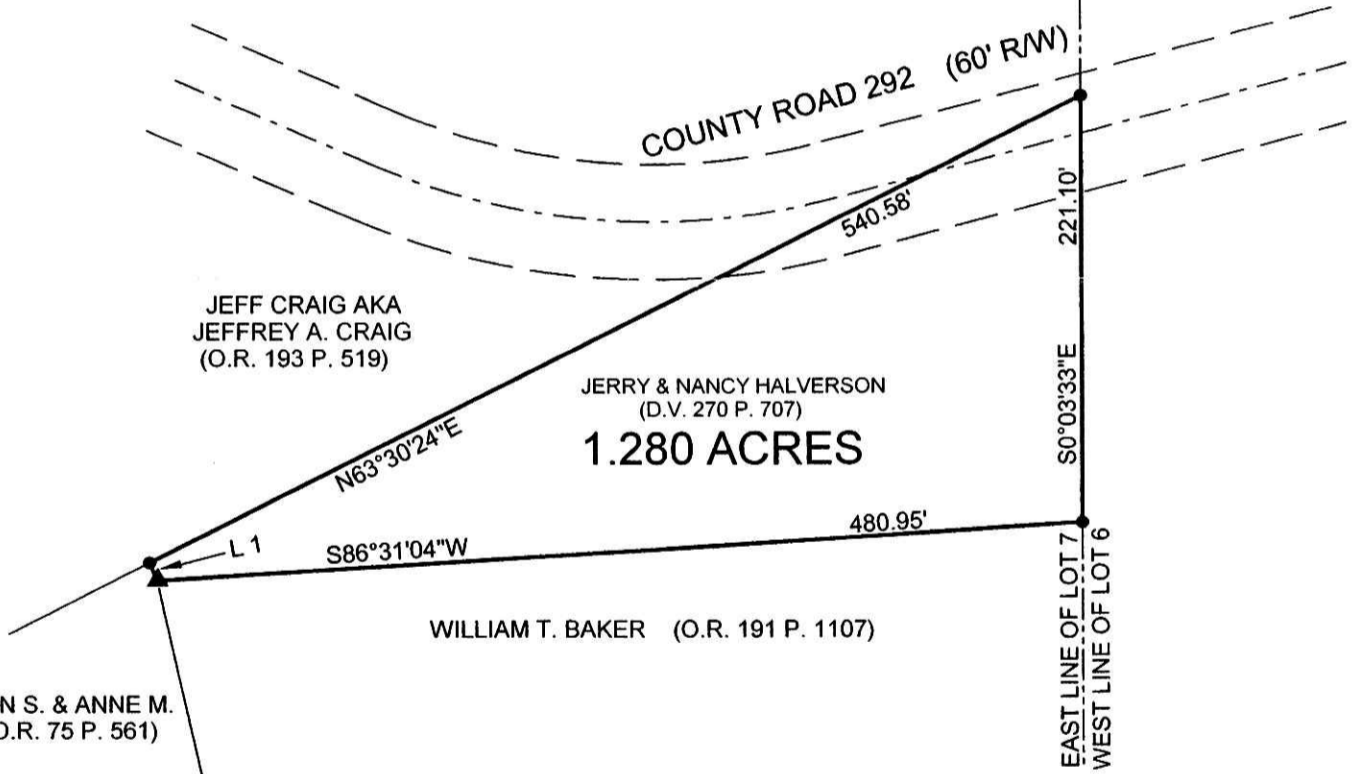 COUNTY ROAD 292 (60' R/W)
540.58'
221.10'
JEFF CRAIG AKA
JEFFREY A. CRAIG
(O.R. 193 P. 519)
JERRY & NANCY HALVERSON
(D.V. 270 P. 707)
1.280 ACRES
N63°30'24"E
S0°03'33"E
L 1
S86°31'04"W
480.95'
WILLIAM T. BAKER (O.R. 191 P. 1107)
EAST LINE OF LOT 7
WEST LINE OF LOT 6
N S. & ANNE M.
O.R. 75 P. 561)